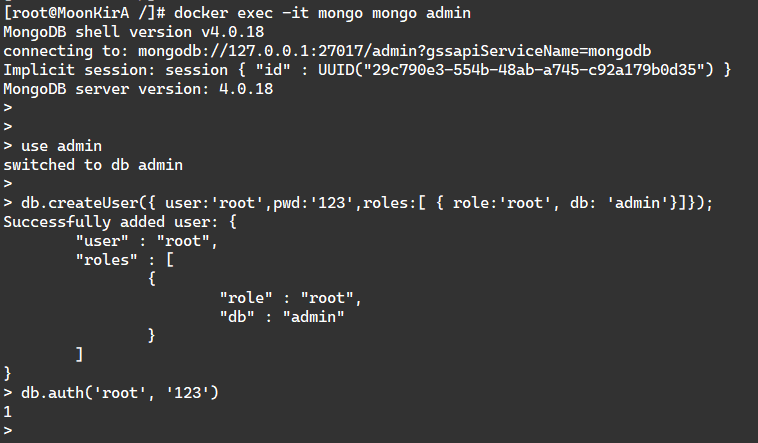 [root@MoonKirA /]# docker exec -it mongo mongo admin
MongoDB shell version v4.0.18
connecting to: mongodb://127.0.0.1:27017/admin?gssapiServiceName=mongodb
Implicit session: session { "id" : UUID("29c790e3-554b-48ab-a745-c92a179b0d35") }
MongoDB server version: 4.0.18
>
>
> use admin
switched to db admin
>
> db.createUser({ user:'root',pwd:'123',roles:[ { role:'root', db: 'admin'}]});
Successfully added user: {
        "user" : "root",
        "roles" : [
                {
                        "role" : "root",
                        "db" : "admin"
                }
        ]
}
> db.auth('root', '123')
1
>